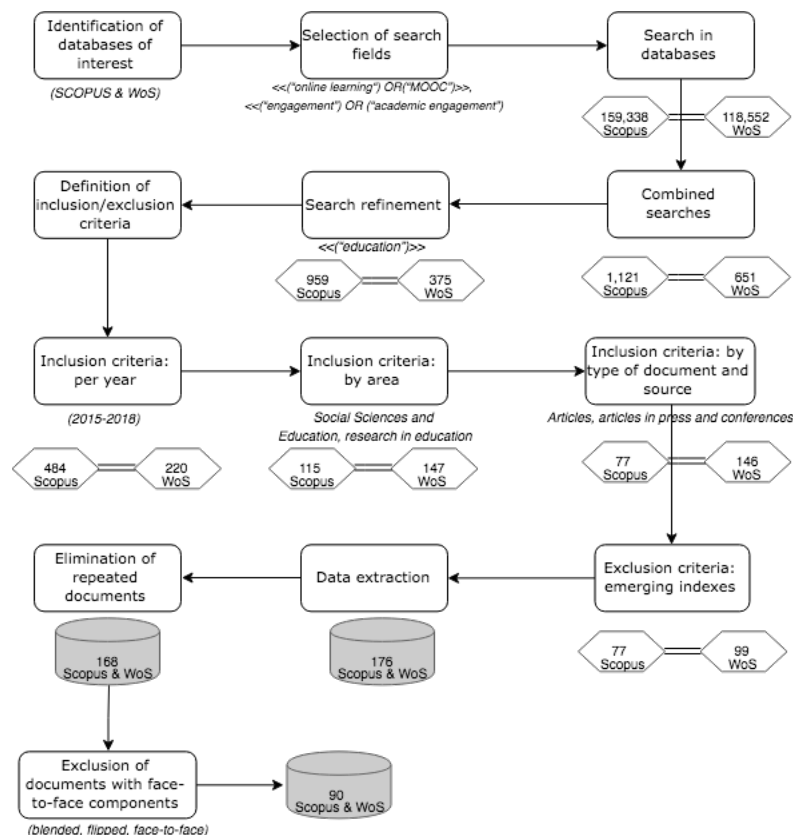 Identification of
databases of
interest
(SCOPUS & WoS)
Selection of search
fields
<<("online learning") OR("MOOC")>>,
<<("engagement") OR ("academic engagement")
Search in
databases
159,338
Scopus
118,552
WoS
Combined
searches
1,121
Scopus
651
WoS
Search refinement
<<("education")>>
959
Scopus
375
WoS
Definition of
inclusion/exclusion
criteria
Inclusion criteria:
per year
(2015-2018)
484
Scopus
220
WoS
Inclusion criteria:
by area
Social Sciences and
Education, research in education
115
Scopus
147
WoS
Inclusion criteria: by
type of document and
source
Articles, articles in press and conferences
77
Scopus
146
WoS
Exclusion criteria:
emerging indexes
77
Scopus
99
WoS
Data extraction
176
Scopus & WoS
Elimination of
repeated
documents
168
Scopus & WoS
Exclusion of
documents with face-
to-face components
(blended, flipped, face-to-face)
90
Scopus & WoS